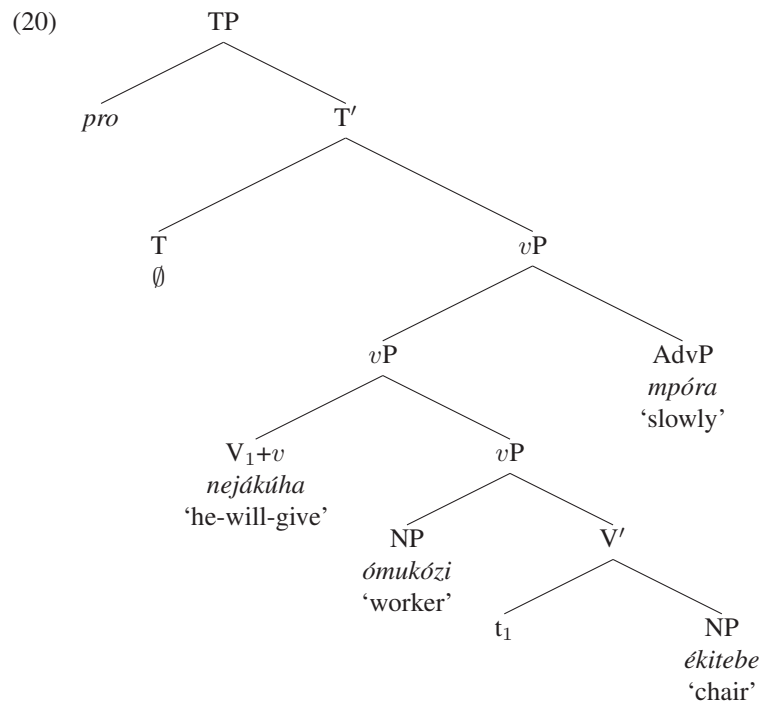 (20) TP
pro T′
T vP
∅
vP AdvP
mpóra
‘slowly’
V₁+v vP
nejákúha
‘he-will-give’
NP V′
ómukózi
‘worker’
t₁ NP
ékitebe
‘chair’